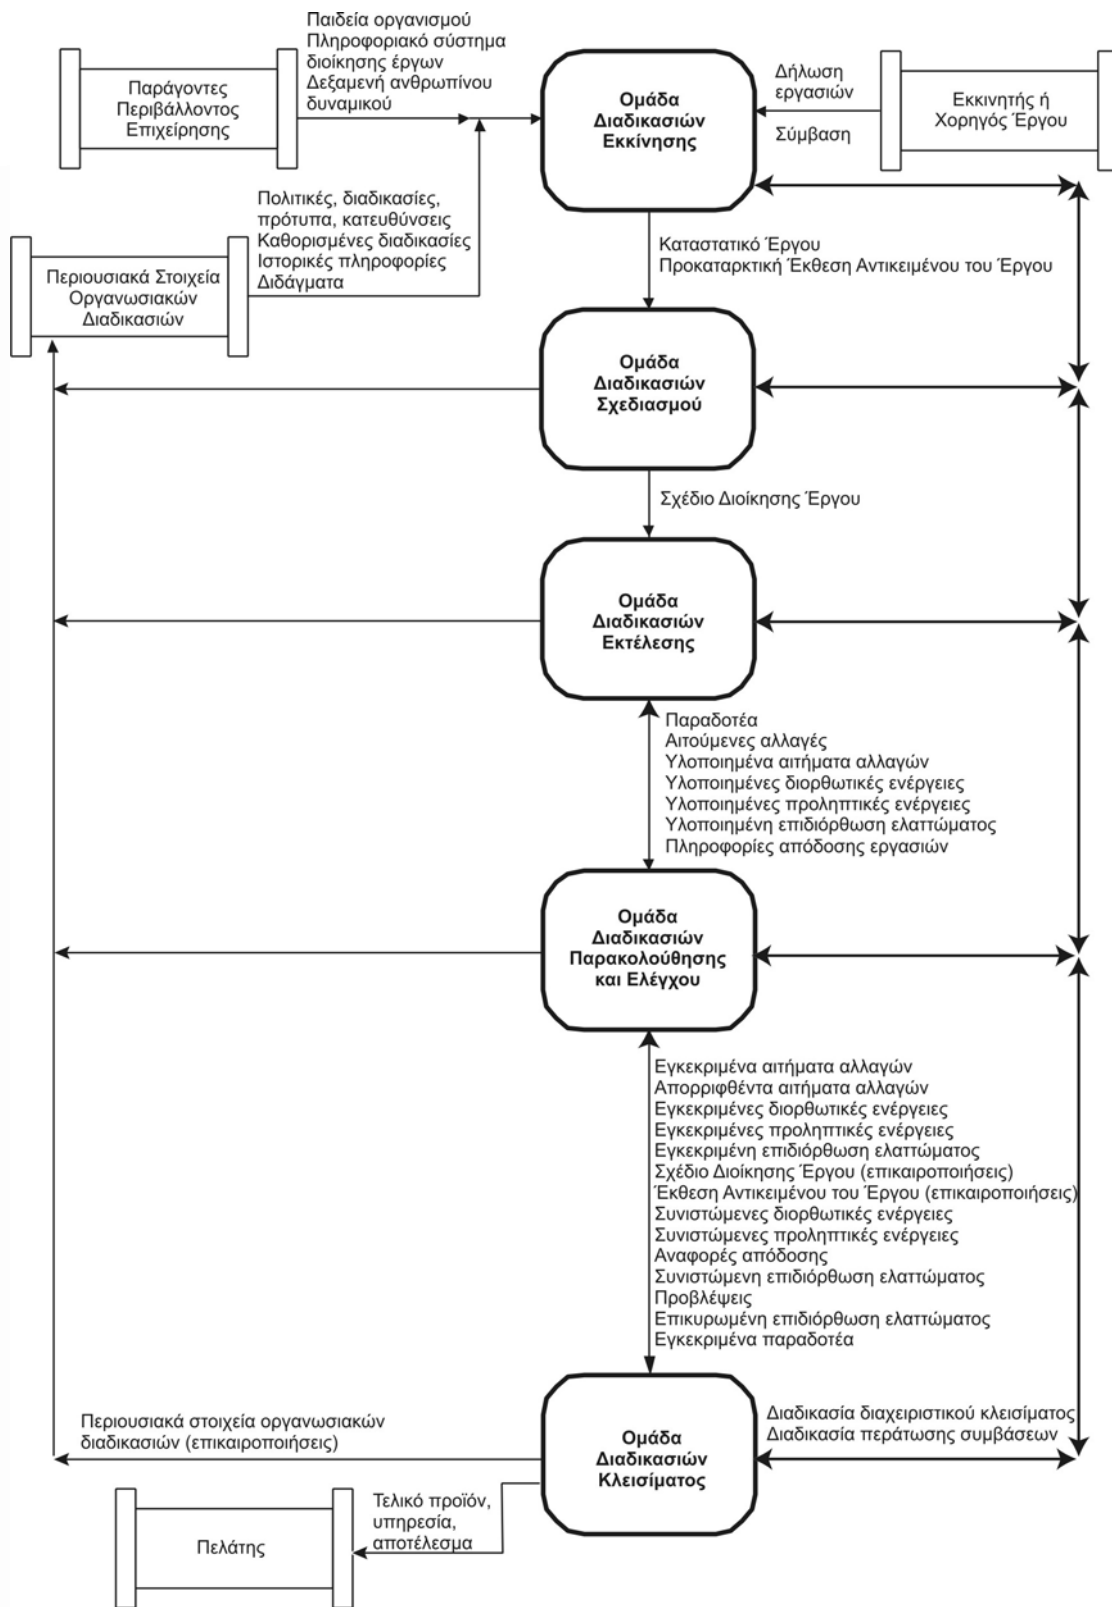 Παιδεία οργανισμού
Πληροφοριακό σύστημα
διοίκησης έργων
Δεξαμενή ανθρωπίνου
δυναμικού
Παράγοντες
Περιβάλλοντος
Επιχείρησης
Ομάδα
Διαδικασιών
Εκκίνησης
Δήλωση
εργασιών
Σύμβαση
Εκκινητής ή
Χορηγός Έργου
Πολιτικές, διαδικασίες,
πρότυπα, κατευθύνσεις
Καθορισμένες διαδικασίες
Ιστορικές πληροφορίες
Διδάγματα
Περιουσιακά Στοιχεία
Οργανωσιακών
Διαδικασιών
Καταστατικό Έργου
Προκαταρκτική Έκθεση Αντικειμένου του Έργου
Ομάδα
Διαδικασιών
Σχεδιασμού
Σχέδιο Διοίκησης Έργου
Ομάδα
Διαδικασιών
Εκτέλεσης
Παραδοτέα
Αιτούμενες αλλαγές
Υλοποιημένα αιτήματα αλλαγών
Υλοποιημένες διορθωτικές ενέργειες
Υλοποιημένες προληπτικές ενέργειες
Υλοποιημένη επιδιόρθωση ελαττώματος
Πληροφορίες απόδοσης εργασιών
Ομάδα
Διαδικασιών
Παρακολούθησης
και Ελέγχου
Εγκεκριμένα αιτήματα αλλαγών
Απορριφθέντα αιτήματα αλλαγών
Εγκεκριμένες διορθωτικές ενέργειες
Εγκεκριμένες προληπτικές ενέργειες
Εγκεκριμένη επιδιόρθωση ελαττώματος
Σχέδιο Διοίκησης Έργου (επικαιροποιήσεις)
Έκθεση Αντικειμένου του Έργου (επικαιροποιήσεις)
Συνιστώμενες διορθωτικές ενέργειες
Συνιστώμενες προληπτικές ενέργειες
Αναφορές απόδοσης
Συνιστώμενη επιδιόρθωση ελαττώματος
Προβλέψεις
Επικυρωμένη επιδιόρθωση ελαττώματος
Εγκεκριμένα παραδοτέα
Περιουσιακά στοιχεία οργανωσιακών
διαδικασιών (επικαιροποιήσεις)
Ομάδα
Διαδικασιών
Κλεισίματος
Διαδικασία διαχειριστικού κλεισίματος
Διαδικασία περάτωσης συμβάσεων
Τελικό προϊόν,
υπηρεσία,
αποτέλεσμα
Πελάτης